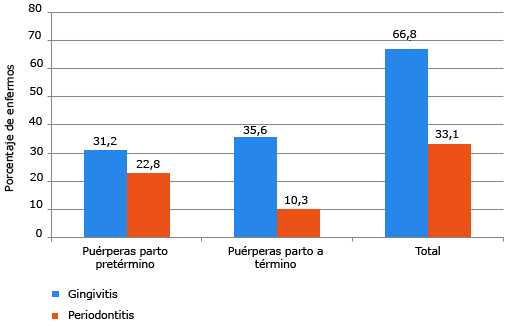 80
70
60
50
40
30
20
10
0
Porcentaje de enfermos
31,2
22,8
35,6
10,3
66,8
33,1
Puérperas parto
pretérmino
Puérperas parto a
término
Total
Gingivitis
Periodontitis